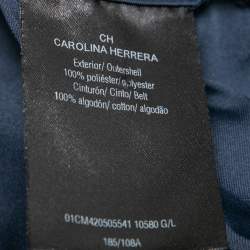 CH
CAROLINA HERRERA
Exterior/ Outershell
100% poliéster/ polyester
Cinturón/ Cinto/ Belt
100% algodón/ cotton/ algodão
01CM420505541 10580 G/L
185/108A